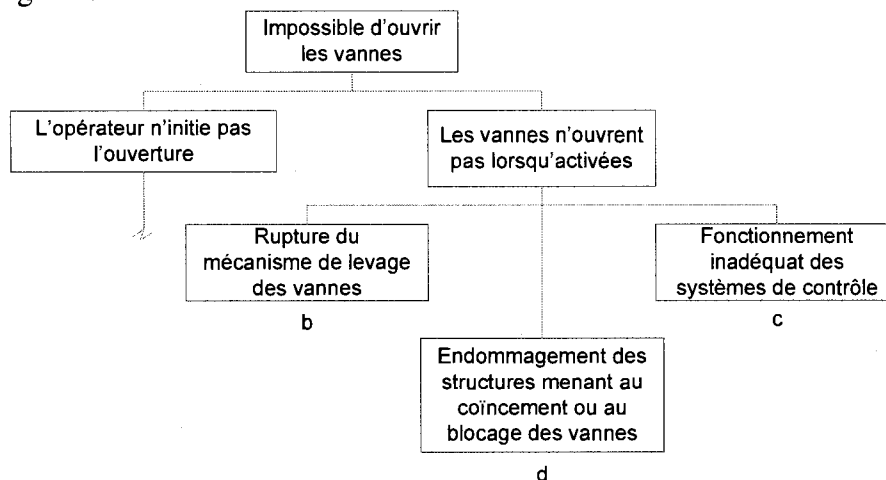 Impossible d'ouvrir
les vannes
L'opérateur n'initie pas
l'ouverture
Les vannes n'ouvrent
pas lorsqu'activées
Rupture du
mécanisme de levage
des vannes
b
Fonctionnement
inadéquat des
systèmes de contrôle
c
Endommagement des
structures menant au
coïncement ou au
blocage des vannes
d